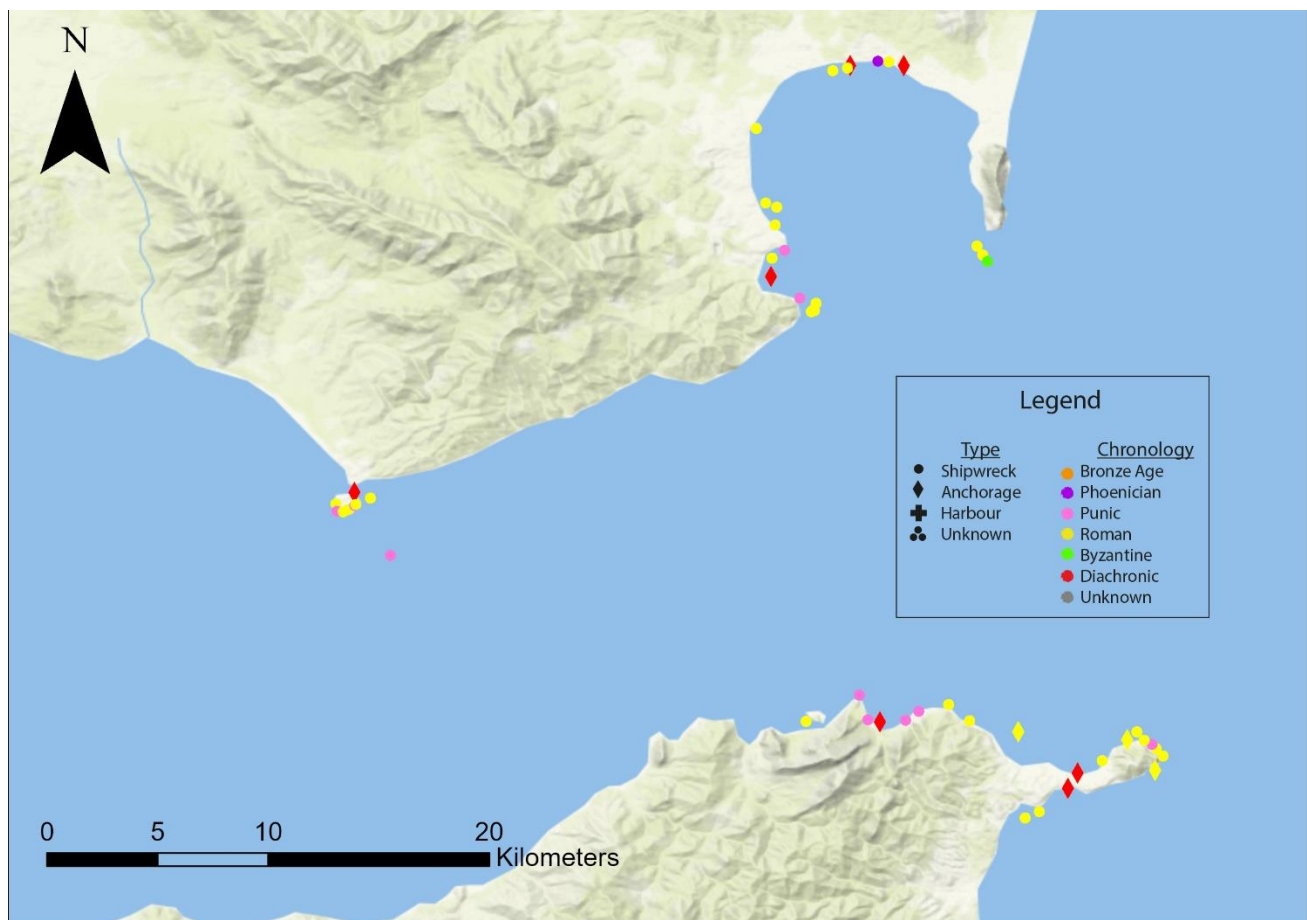 N
Legend
Type
Shipwreck
Anchorage
Harbour
Unknown
Chronology
Bronze Age
Phoenician
Punic
Roman
Byzantine
Diachronic
Unknown
0 5 10 20
Kilometers